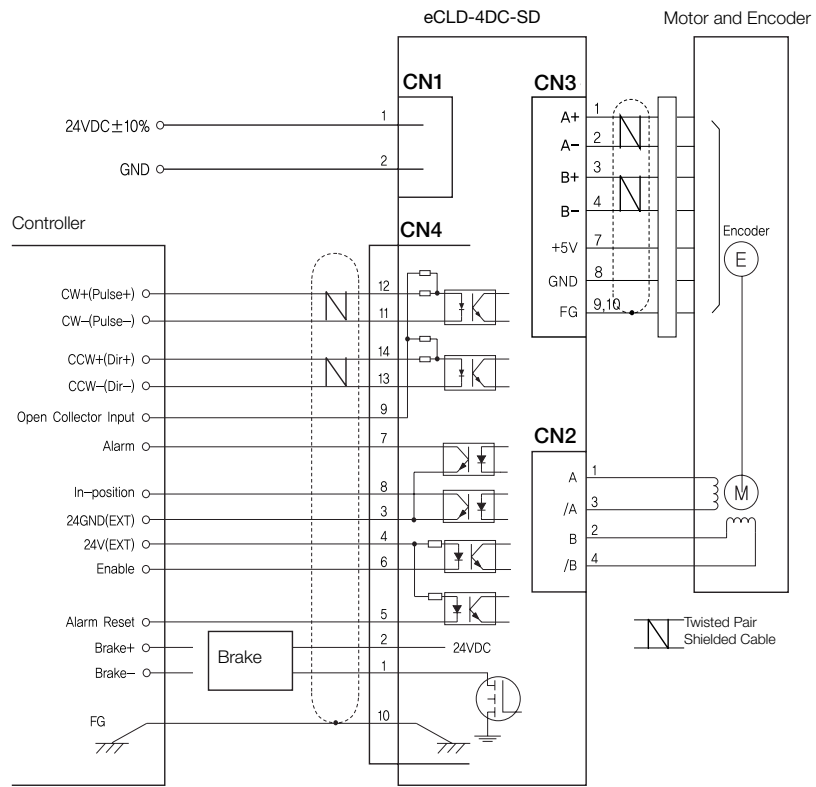 eCLD-4DC-SD
Motor and Encoder
CN1
24VDC±10%
1
GND
2
CN3
A+
1
A−
2
B+
3
B−
4
+5V
7
GND
8
FG
9,10
Encoder
E
Controller
CN4
CW+(Pulse+)
12
CW−(Pulse−)
11
CCW+(Dir+)
14
CCW−(Dir−)
13
Open Collector Input
9
Alarm
7
In-position
8
24GND(EXT)
3
24V(EXT)
4
Enable
6
Alarm Reset
5
Brake+
2
24VDC
Brake−
1
Brake
FG
10
CN2
A
1
/A
3
B
2
/B
4
M
Twisted Pair
Shielded Cable